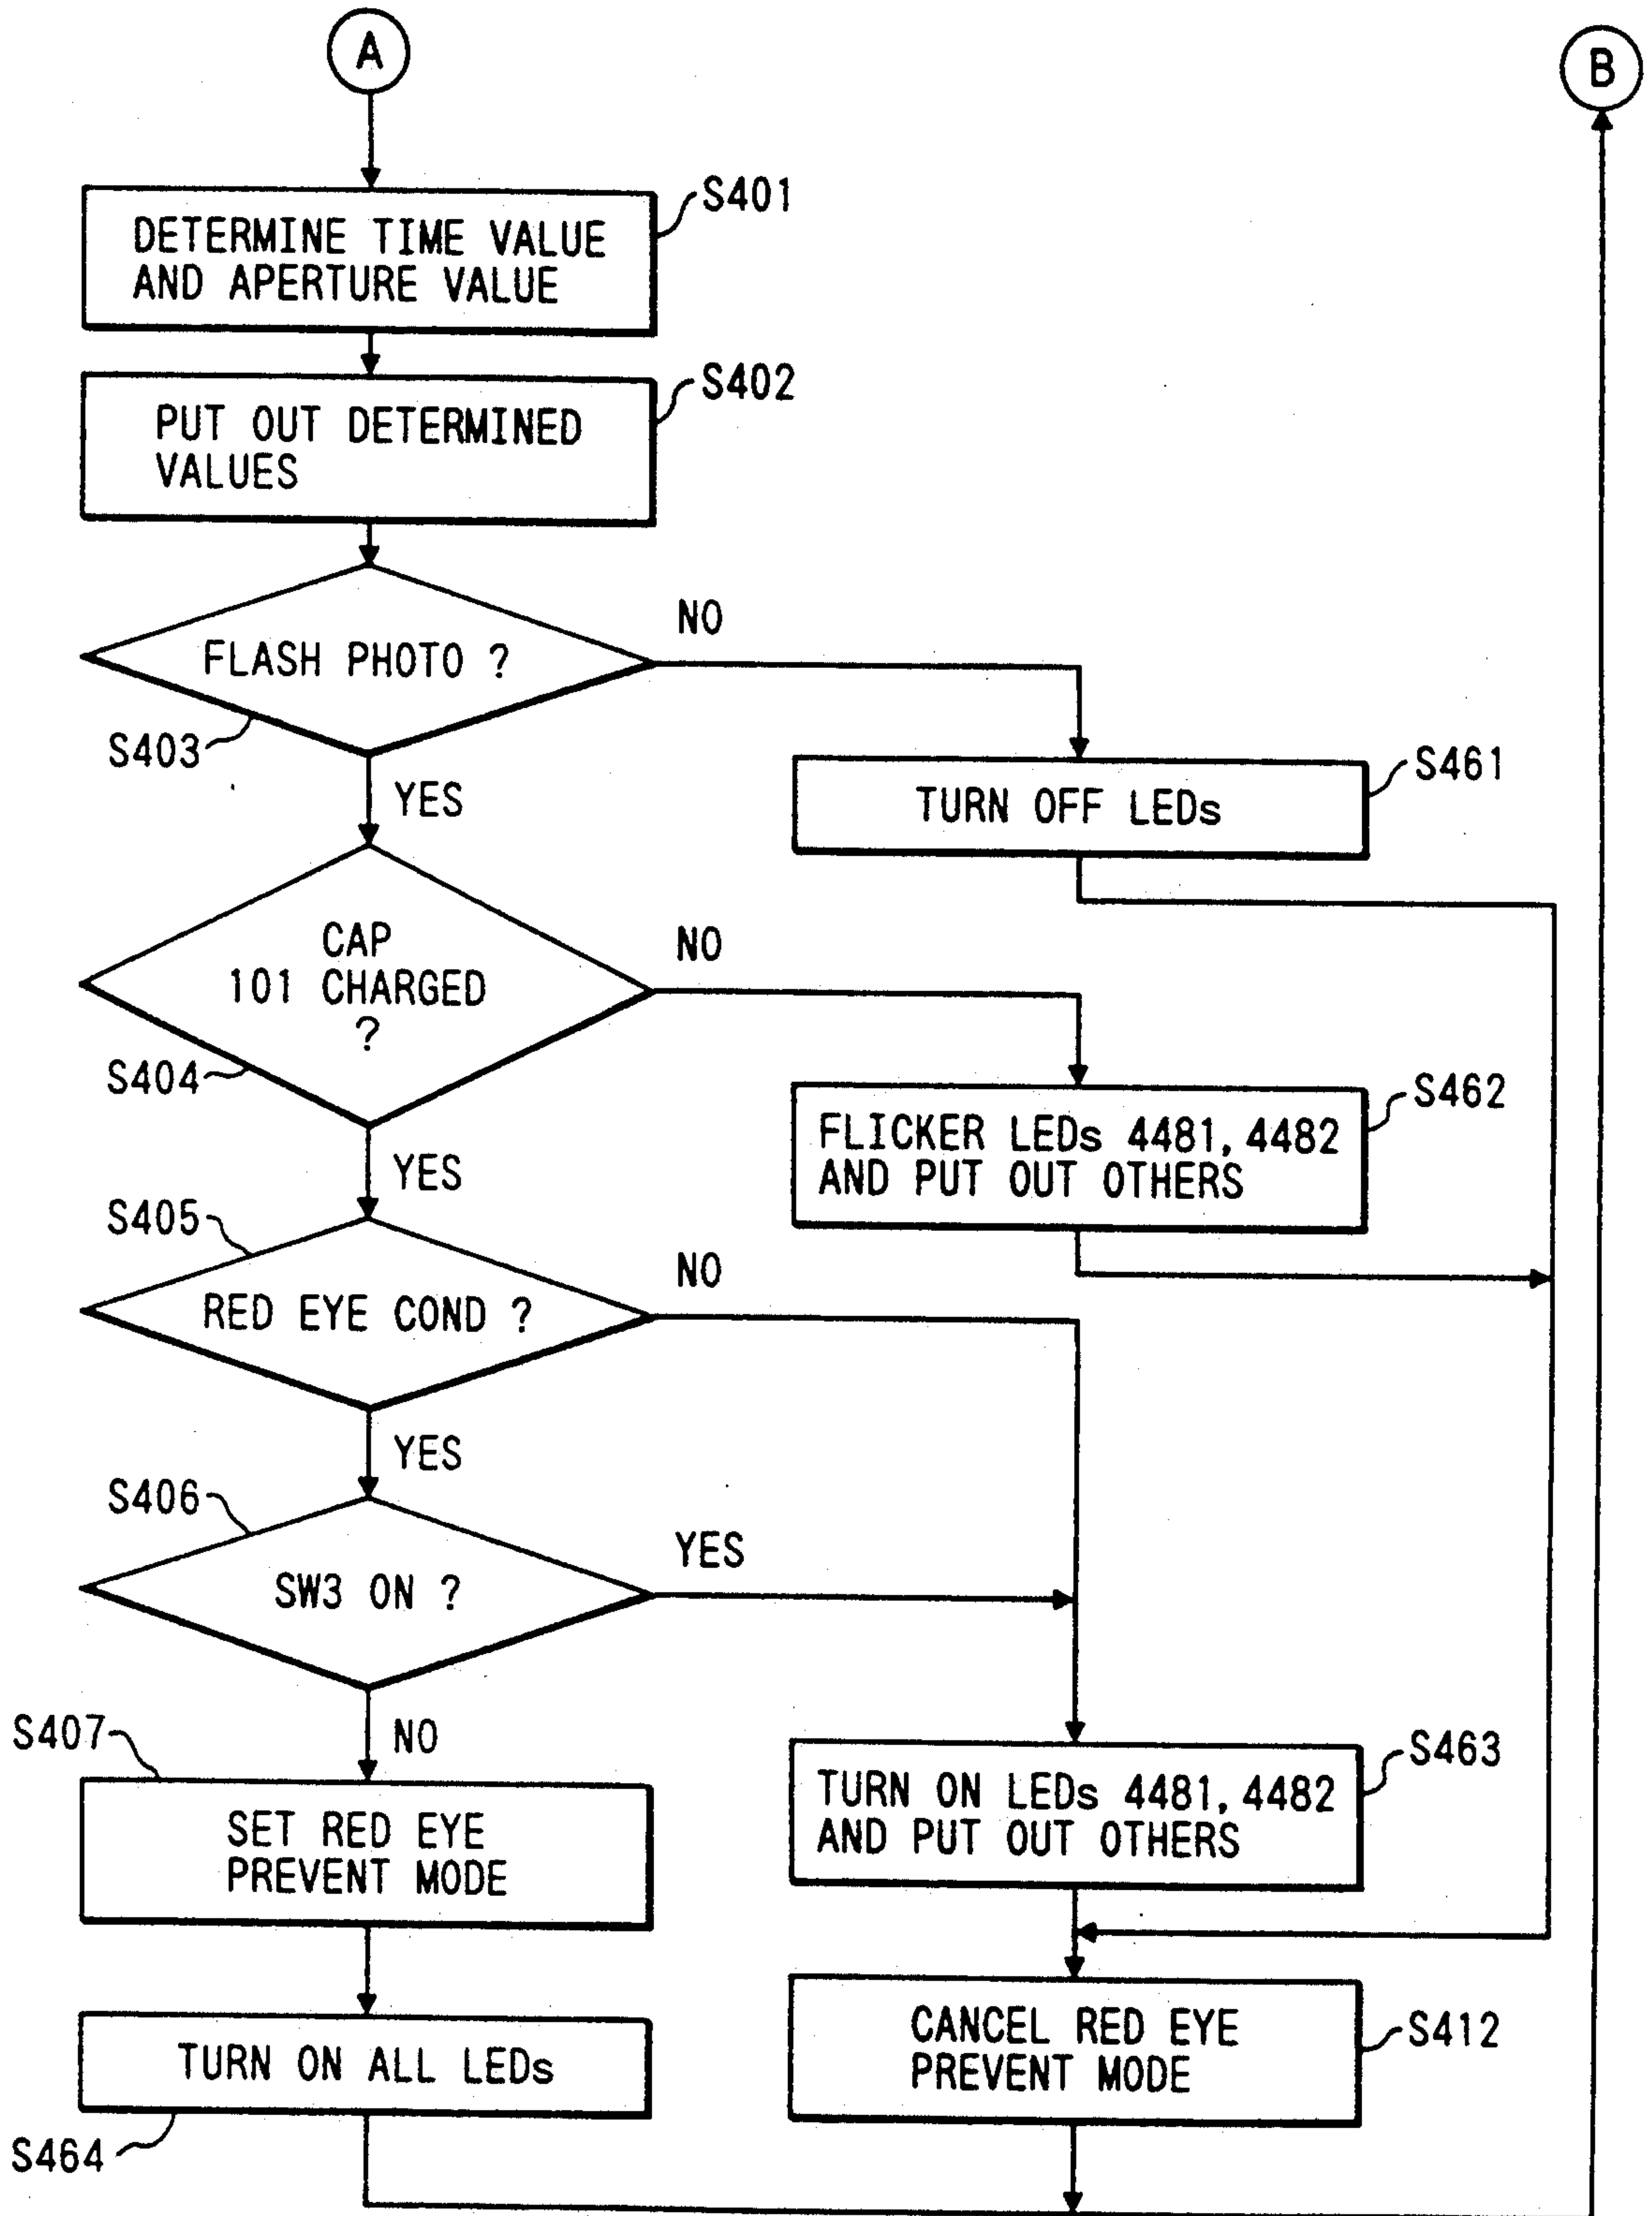 A
B
S401
DETERMINE TIME VALUE
AND APERTURE VALUE
S402
PUT OUT DETERMINED
VALUES
NO
FLASH PHOTO ?
S403
YES
S461
TURN OFF LEDs
CAP
101 CHARGED
?
NO
S404
S462
FLICKER LEDs 4481, 4482
AND PUT OUT OTHERS
YES
S405
NO
RED EYE COND ?
YES
S406
YES
SW3 ON ?
S407
NO
S463
TURN ON LEDs 4481, 4482
AND PUT OUT OTHERS
SET RED EYE
PREVENT MODE
CANCEL RED EYE
PREVENT MODE
S412
TURN ON ALL LEDs
S464